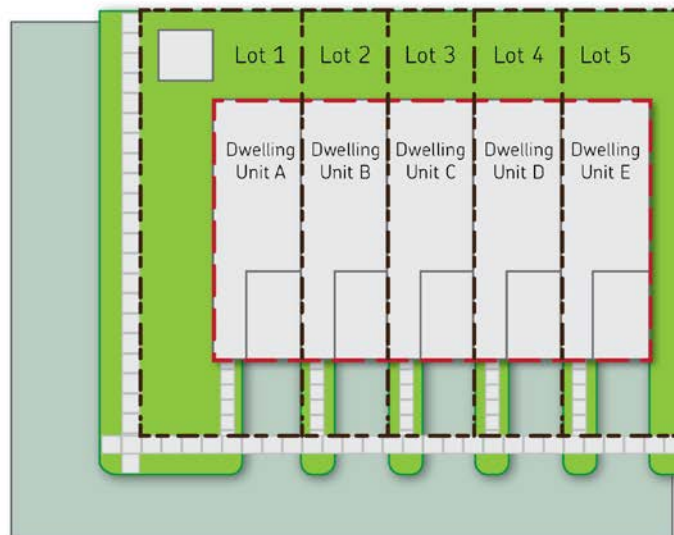 Lot 1 Lot 2 Lot 3 Lot 4 Lot 5
Dwelling Dwelling Dwelling Dwelling Dwelling
Unit A Unit B Unit C Unit D Unit E